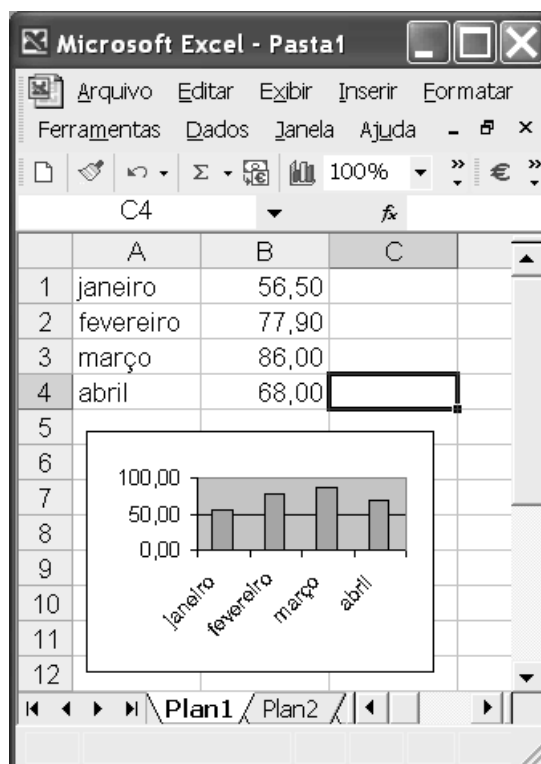 Microsoft Excel - Pasta1
Arquivo Editar Exibir Inserir Formatar
Ferramentas Dados Janela Ajuda
Σ 100% » € »
C4 fx
A B C
1 janeiro 56,50
2 fevereiro 77,90
3 março 86,00
4 abril 68,00
5
6
7
8
9
10
11
12
100,00
50,00
0,00
janeiro fevereiro março abril
Plan1 Plan2